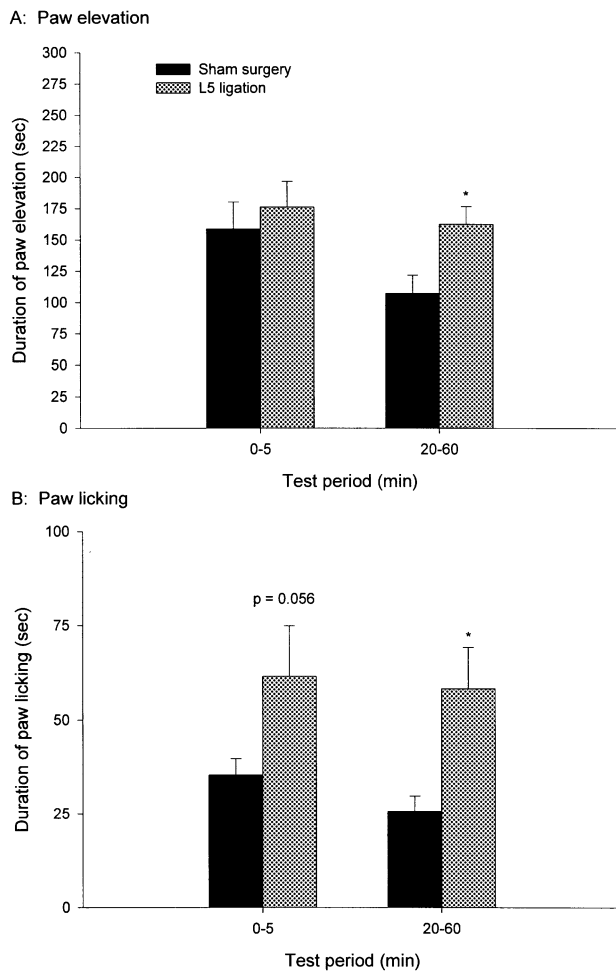 A: Paw elevation
300
275
250
225
200
175
150
125
100
75
50
25
0
Duration of paw elevation (sec)
Sham surgery
L5 ligation
*
0-5
20-60
Test period (min)
B: Paw licking
100
75
50
25
0
Duration of paw licking (sec)
p = 0.056
*
0-5
20-60
Test period (min)